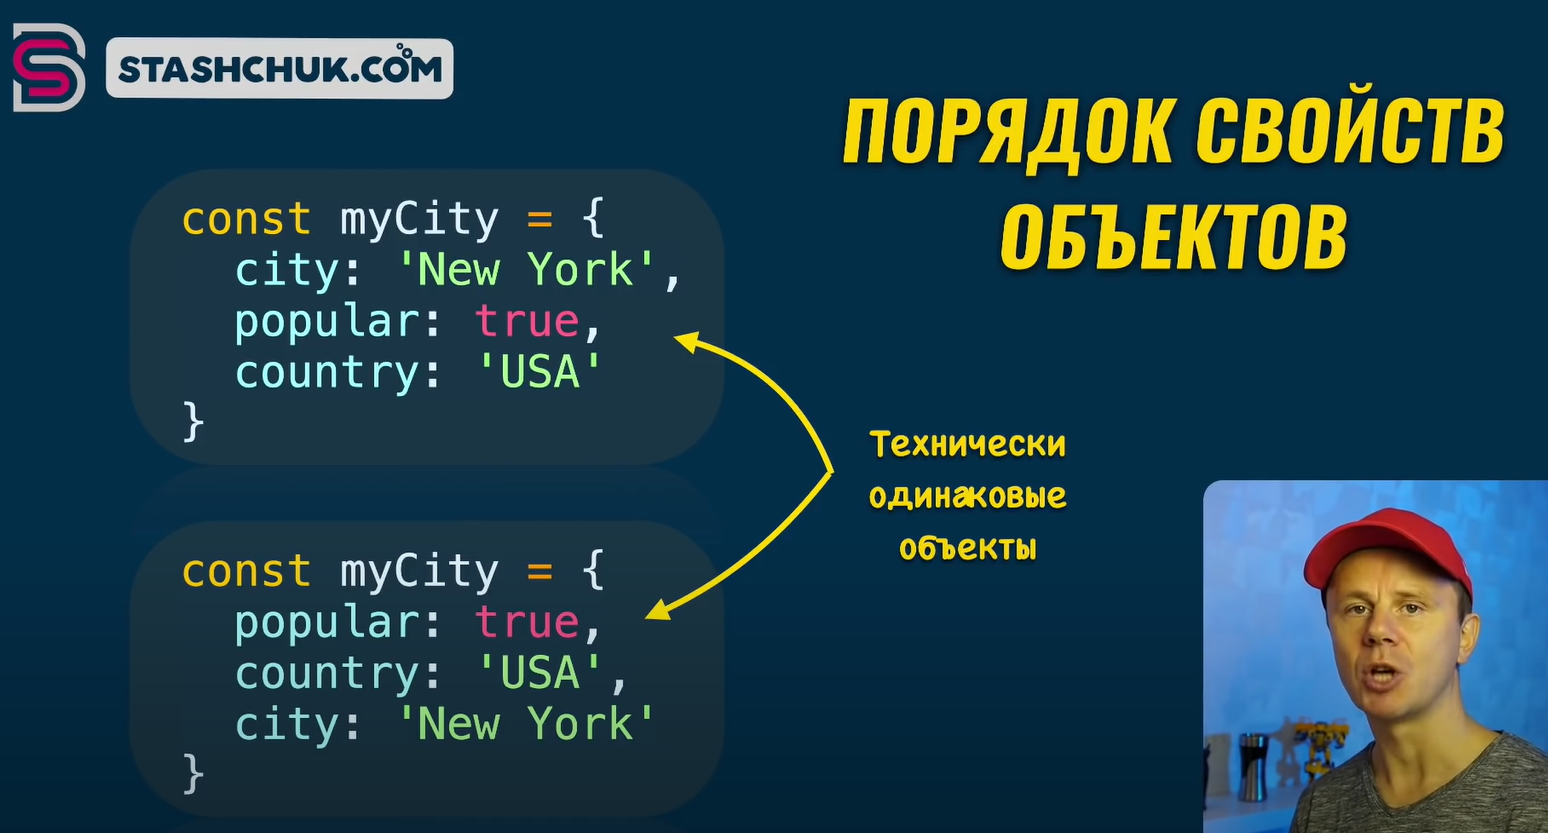 STASHCHUK.COM
ПОРЯДОК СВОЙСТВ
ОБЪЕКТОВ
const myCity = {
  city: 'New York',
  popular: true,
  country: 'USA'
}
Технически
одинаковые
объекты
const myCity = {
  popular: true,
  country: 'USA',
  city: 'New York'
}